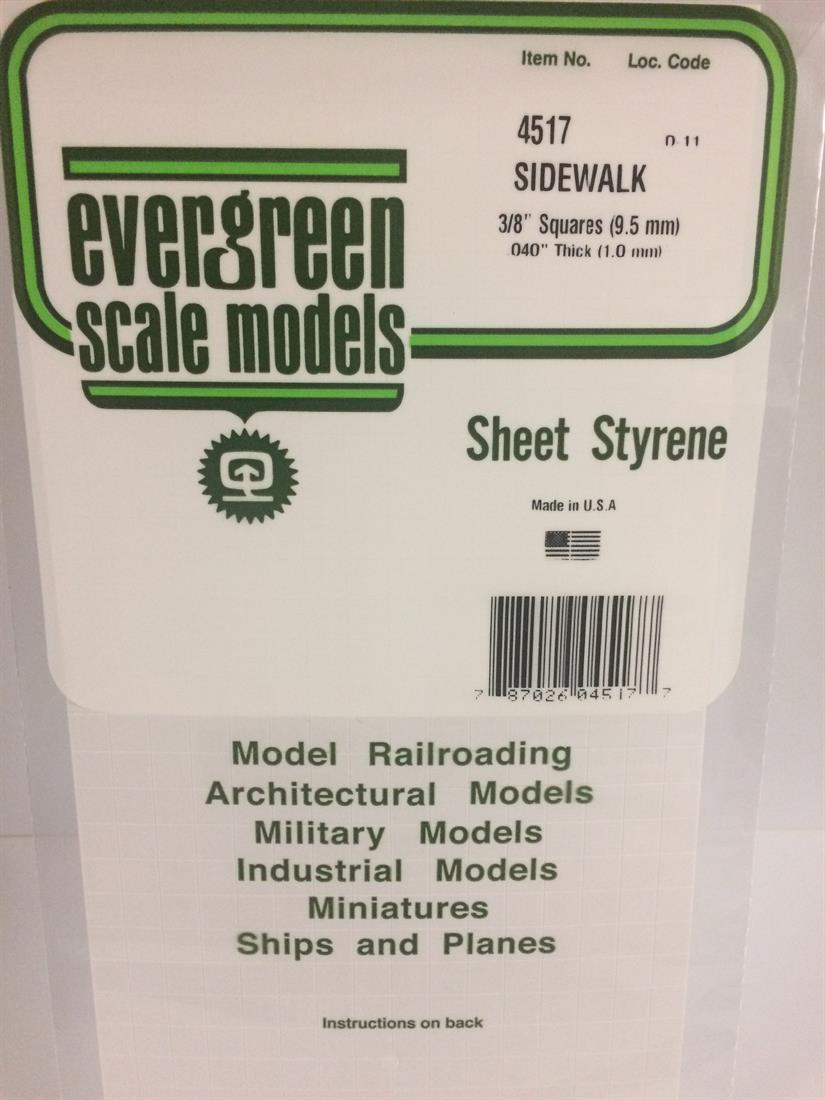 Item No. Loc. Code
4517 D-11
SIDEWALK
3/8" Squares (9.5 mm)
.040" Thick (1.0 mm)
evergreen
scale models
Sheet Styrene
Made in U.S.A
7 87026 04517 7
Model Railroading
Architectural Models
Military Models
Industrial Models
Miniatures
Ships and Planes
Instructions on back